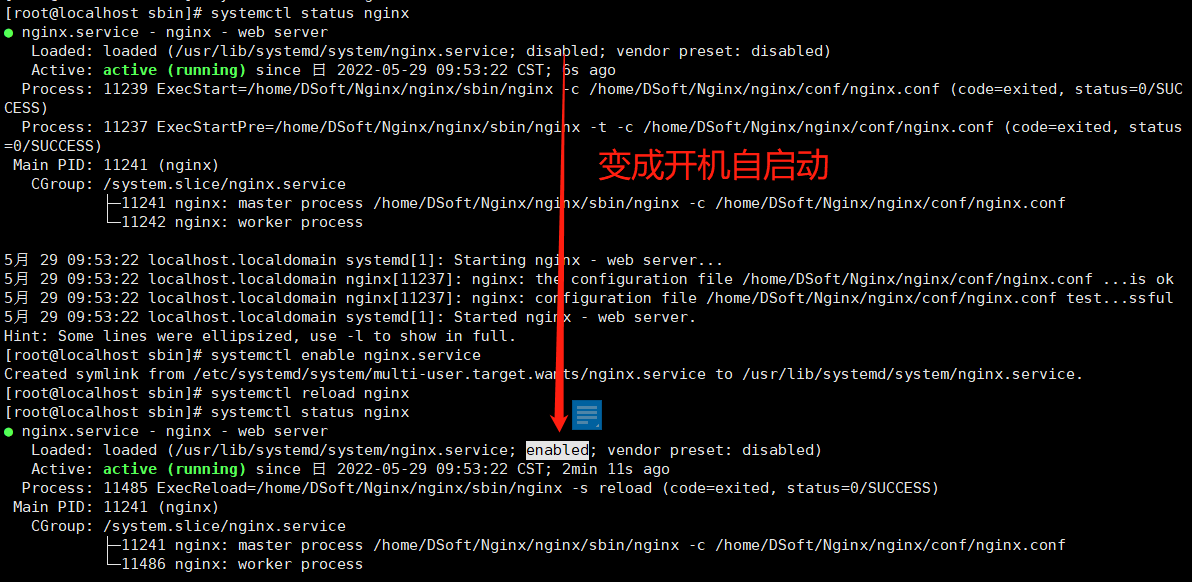 [root@localhost sbin]# systemctl status nginx
● nginx.service - nginx - web server
Loaded: loaded (/usr/lib/systemd/system/nginx.service; disabled; vendor preset: disabled)
Active: active (running) since 日 2022-05-29 09:53:22 CST; 6s ago
Process: 11239 ExecStart=/home/DSoft/Nginx/nginx/sbin/nginx -c /home/DSoft/Nginx/nginx/conf/nginx.conf (code=exited, status=0/SUC
CESS)
Process: 11237 ExecStartPre=/home/DSoft/Nginx/nginx/sbin/nginx -t -c /home/DSoft/Nginx/nginx/conf/nginx.conf (code=exited, status
=0/SUCCESS)
Main PID: 11241 (nginx)
变成开机自启动
CGroup: /system.slice/nginx.service
├─11241 nginx: master process /home/DSoft/Nginx/nginx/sbin/nginx -c /home/DSoft/Nginx/nginx/conf/nginx.conf
└─11242 nginx: worker process
5月 29 09:53:22 localhost.localdomain systemd[1]: Starting nginx - web server...
5月 29 09:53:22 localhost.localdomain nginx[11237]: nginx: the configuration file /home/DSoft/Nginx/nginx/conf/nginx.conf ...is ok
5月 29 09:53:22 localhost.localdomain nginx[11237]: nginx: configuration file /home/DSoft/Nginx/nginx/conf/nginx.conf test...ssful
5月 29 09:53:22 localhost.localdomain systemd[1]: Started nginx - web server.
Hint: Some lines were ellipsized, use -l to show in full.
[root@localhost sbin]# systemctl enable nginx.service
Created symlink from /etc/systemd/system/multi-user.target.wants/nginx.service to /usr/lib/systemd/system/nginx.service.
[root@localhost sbin]# systemctl reload nginx
[root@localhost sbin]# systemctl status nginx
● nginx.service - nginx - web server
Loaded: loaded (/usr/lib/systemd/system/nginx.service; enabled; vendor preset: disabled)
Active: active (running) since 日 2022-05-29 09:53:22 CST; 2min 11s ago
Process: 11485 ExecReload=/home/DSoft/Nginx/nginx/sbin/nginx -s reload (code=exited, status=0/SUCCESS)
Main PID: 11241 (nginx)
CGroup: /system.slice/nginx.service
├─11241 nginx: master process /home/DSoft/Nginx/nginx/sbin/nginx -c /home/DSoft/Nginx/nginx/conf/nginx.conf
└─11486 nginx: worker process